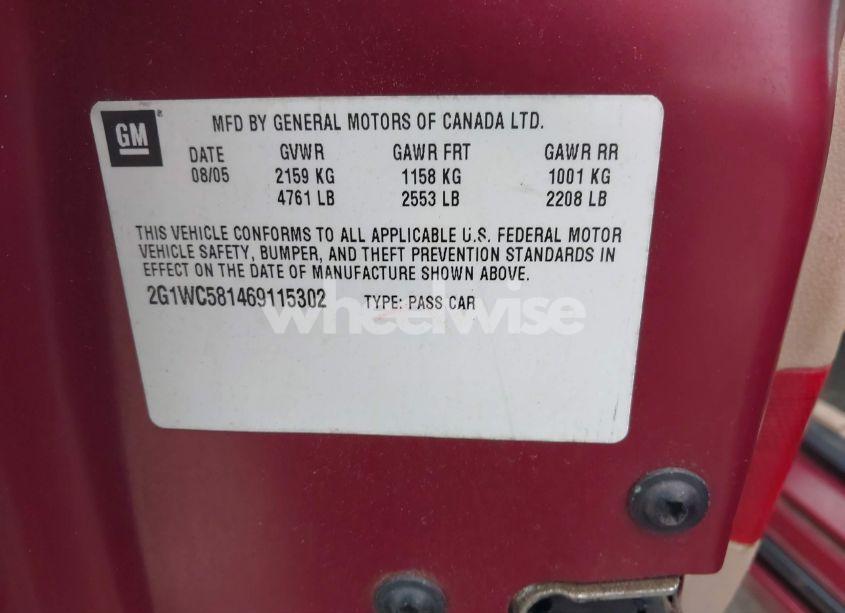 GM
MFD BY GENERAL MOTORS OF CANADA LTD.
DATE GVWR GAWR FRT GAWR RR
08/05 2159 KG 1158 KG 1001 KG
4761 LB 2553 LB 2208 LB
THIS VEHICLE CONFORMS TO ALL APPLICABLE U.S. FEDERAL MOTOR
VEHICLE SAFETY, BUMPER, AND THEFT PREVENTION STANDARDS IN
EFFECT ON THE DATE OF MANUFACTURE SHOWN ABOVE.
2G1WC581469115302 TYPE: PASS CAR
wheelwise